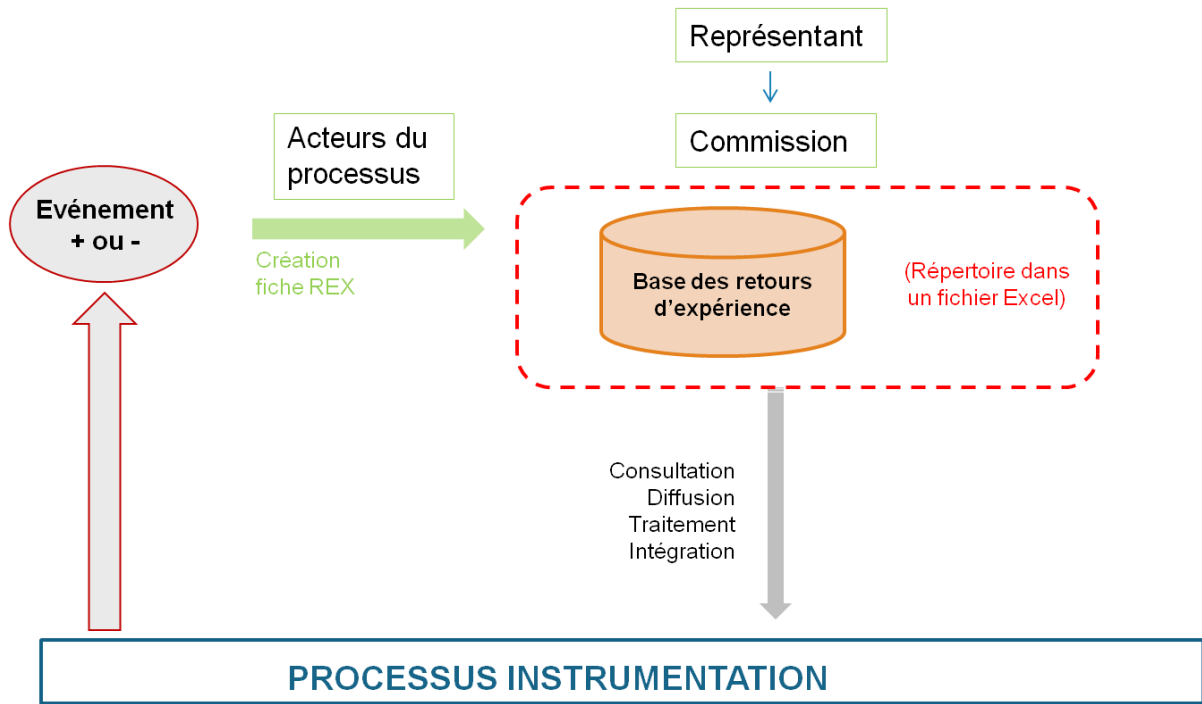 Représentant
Commission
Acteurs du
processus
Evénement
+ ou -
Création
fiche REX
Base des retours
d'expérience
(Répertoire dans
un fichier Excel)
Consultation
Diffusion
Traitement
Intégration
PROCESSUS INSTRUMENTATION